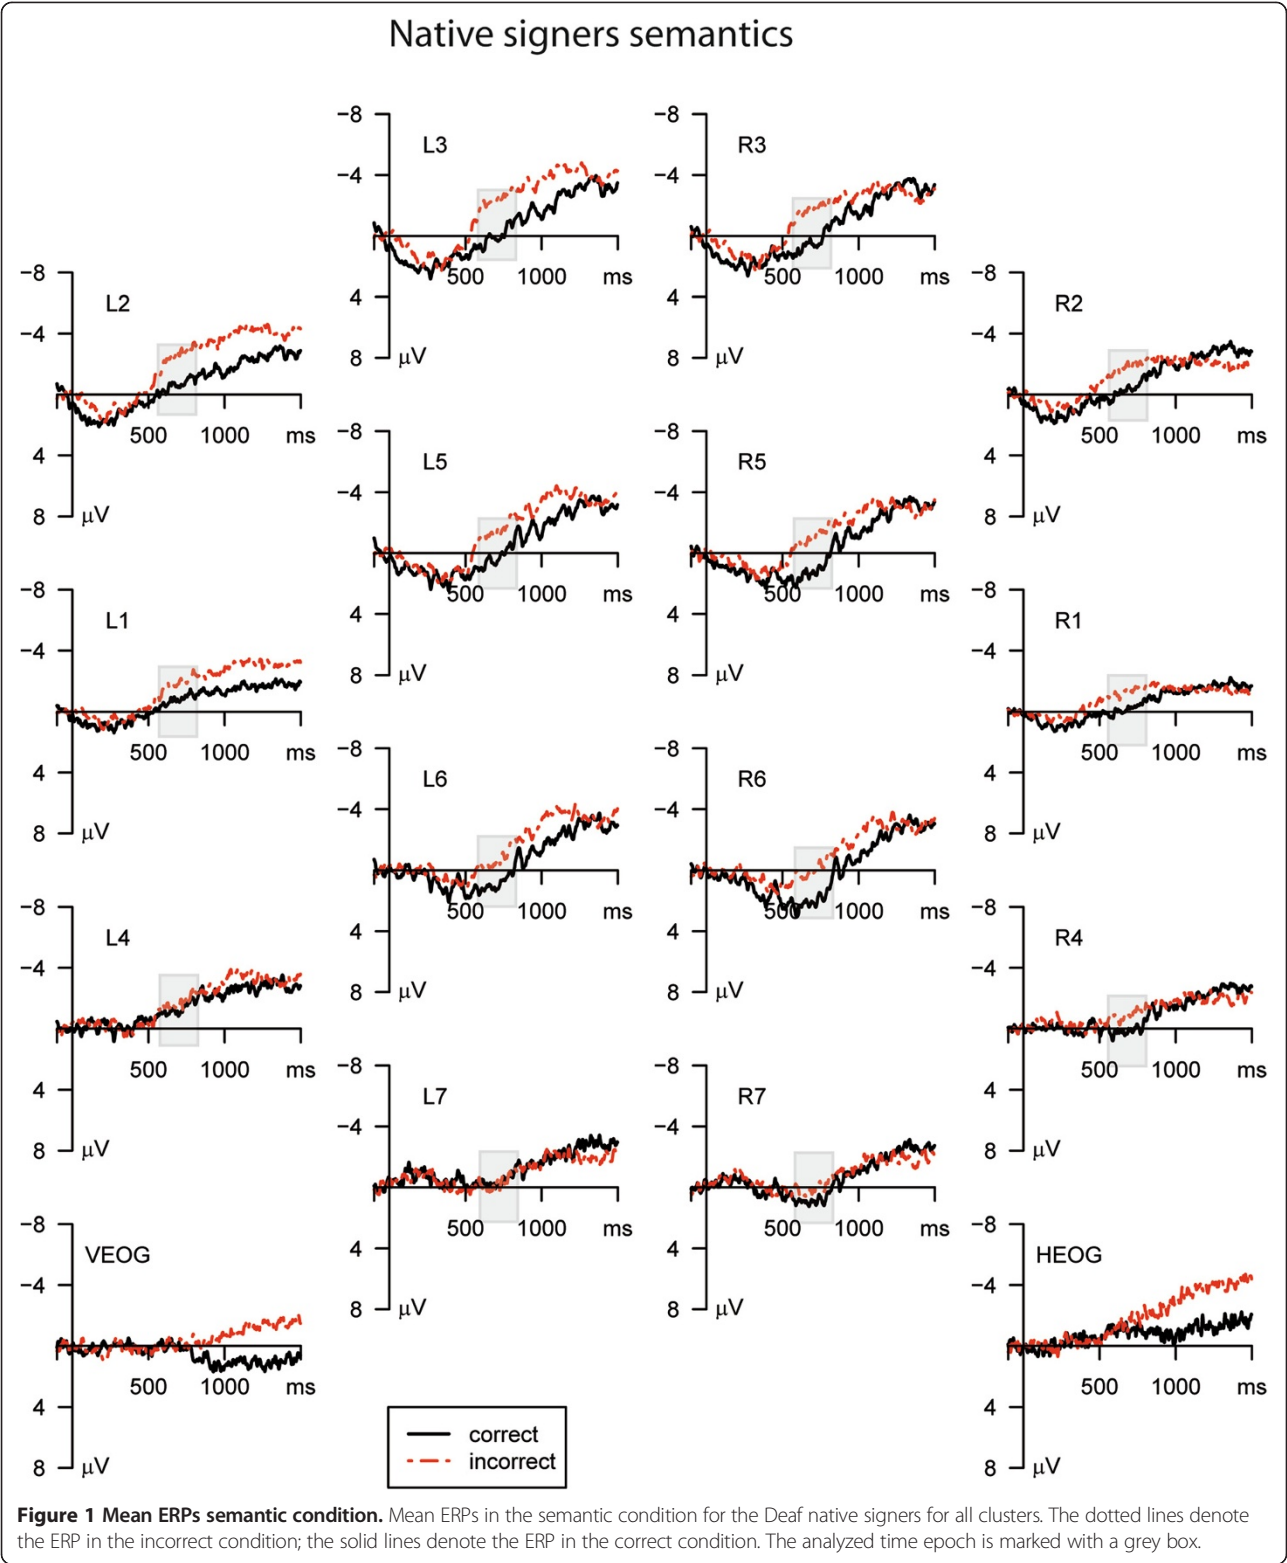 Native signers semantics
−8
−4
L3
500 1000 ms
4
8 µV
−8
−4
R3
500 1000 ms
4
8 µV
−8
−4
L2
500 1000 ms
4
8 µV
−8
−4
R2
500 1000 ms
4
8 µV
−8
−4
L5
500 1000 ms
4
8 µV
−8
−4
R5
500 1000 ms
4
8 µV
−8
−4
L1
500 1000 ms
4
8 µV
−8
−4
R1
500 1000 ms
4
8 µV
−8
−4
L6
500 1000 ms
4
8 µV
−8
−4
R6
500 1000 ms
4
8 µV
−8
−4
L4
500 1000 ms
4
8 µV
−8
−4
R4
500 1000 ms
4
8 µV
−8
−4
L7
500 1000 ms
4
8 µV
−8
−4
R7
500 1000 ms
4
8 µV
−8
−4
VEOG
500 1000 ms
4
8 µV
−8
−4
HEOG
500 1000 ms
4
8 µV
correct
incorrect
Figure 1 Mean ERPs semantic condition. Mean ERPs in the semantic condition for the Deaf native signers for all clusters. The dotted lines denote
the ERP in the incorrect condition; the solid lines denote the ERP in the correct condition. The analyzed time epoch is marked with a grey box.